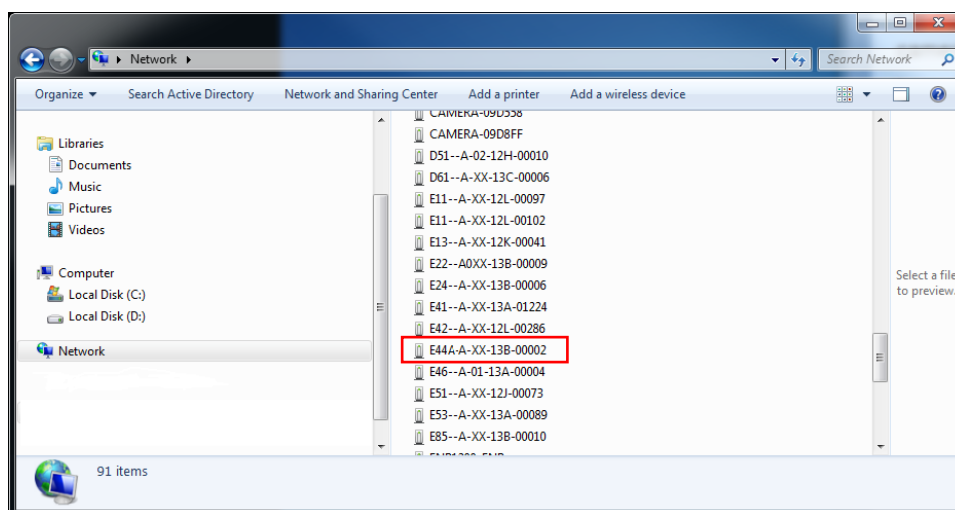 Network
Search Network
Organize Search Active Directory Network and Sharing Center Add a printer Add a wireless device
Libraries
Documents
Music
Pictures
Videos
Computer
Local Disk (C:)
Local Disk (D:)
Network
CAMERA-09D538
CAMERA-09D8FF
D51--A-02-12H-00010
D61--A-XX-13C-00006
E11--A-XX-12L-00097
E11--A-XX-12L-00102
E13--A-XX-12K-00041
E22--A0XX-13B-00009
E24--A-XX-13B-00006
E41--A-XX-13A-01224
E42--A-XX-12L-00286
E44A-A-XX-13B-00002
E46--A-01-13A-00004
E51--A-XX-12J-00073
E53--A-XX-13A-00089
E85--A-XX-13B-00010
Select a file
to preview.
91 items